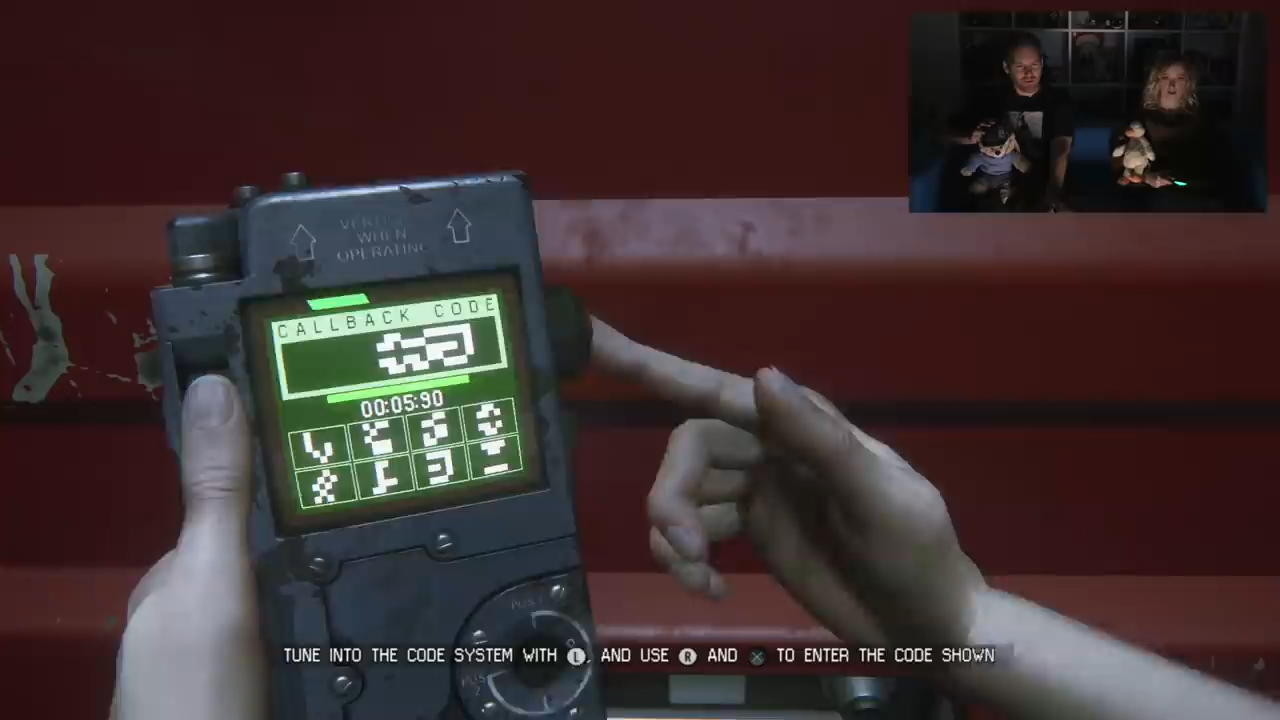 VERTICAL
WHEN
OPERATING
CALLBACK CODE
00:05:90
TUNE INTO THE CODE SYSTEM WITH L, AND USE R AND X TO ENTER THE CODE SHOWN